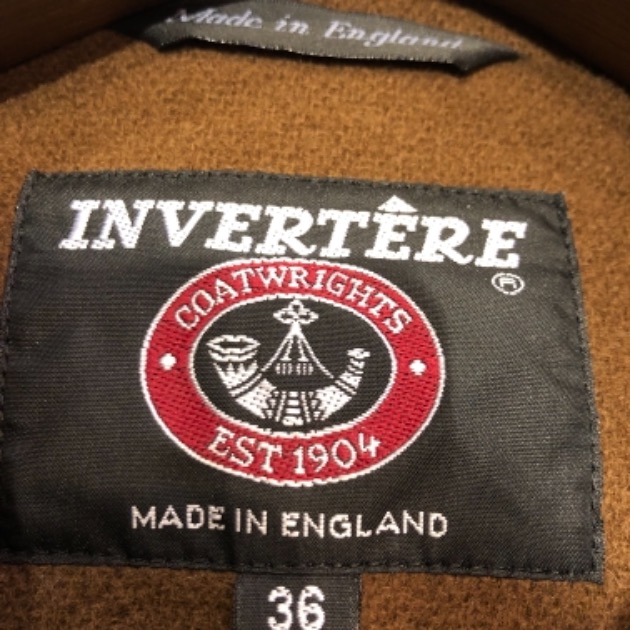 Made in England
INVERTÊRE
®
COATWRIGHTS
EST 1904
MADE IN ENGLAND
36